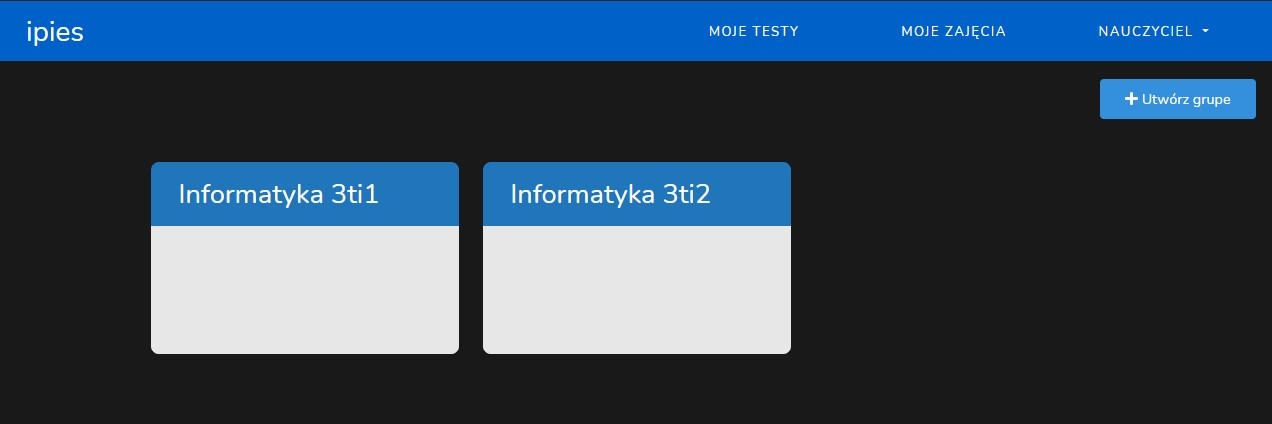 ipies
MOJE TESTY
MOJE ZAJĘCIA
NAUCZYCIEL
Utwórz grupe
Informatyka 3ti1
Informatyka 3ti2